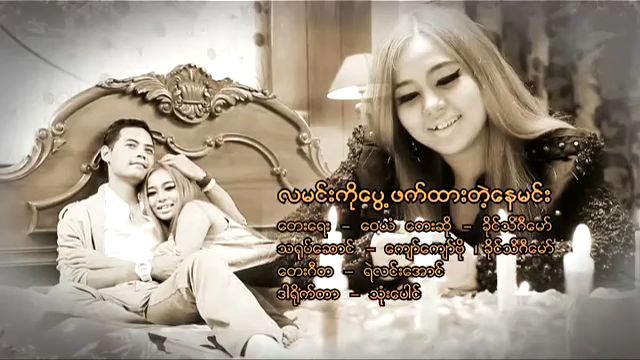 လမင်းကိုပွေ့ ဖက်ထားတဲ့နေမင်း
တေးရေး – ဝေယံ တေးဆို – ခိုင်သီဂီမော်
သရုပ်ဆောင် – ကျော်ကျော်ဗို ၊ ခိုင်သီဂီမော်
တေးဂီတ – ရလင်းအောင်
ဒါရိုက်တာ – သုံးပေါင်